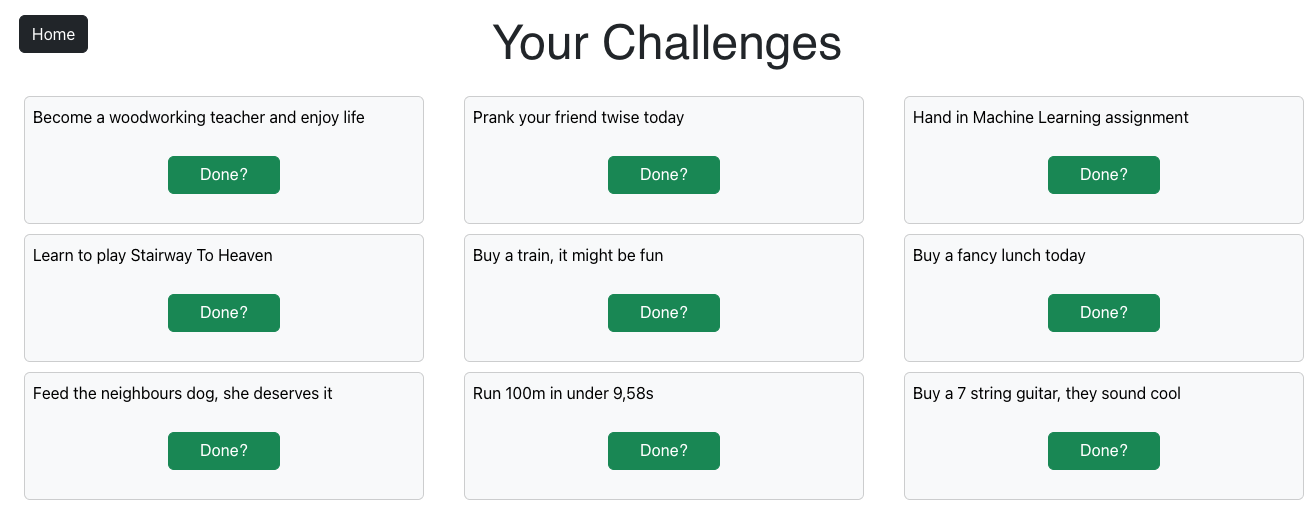 Home
Your Challenges
Become a woodworking teacher and enjoy life
Prank your friend twise today
Hand in Machine Learning assignment
Done?
Done?
Done?
Learn to play Stairway To Heaven
Buy a train, it might be fun
Buy a fancy lunch today
Done?
Done?
Done?
Feed the neighbours dog, she deserves it
Run 100m in under 9,58s
Buy a 7 string guitar, they sound cool
Done?
Done?
Done?